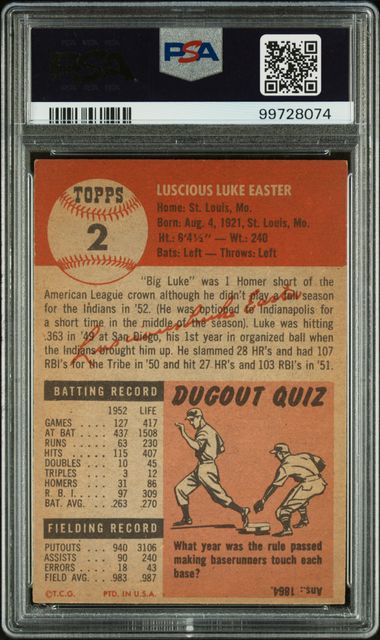 PSA
PSA
99728074
TOPPS
2
LUSCIOUS LUKE EASTER
Home: St. Louis, Mo.
Born: Aug. 4, 1921, St. Louis, Mo.
Ht.: 6'4½" — Wt.: 240
Bats: Left — Throws: Left
"Big Luke" was 1 Homer short of the
American League crown although he didn't play a full season
for the Indians in '52. (He was optioned to Indianapolis
for a short time in the middle of the season). Luke was hitting
.363 in '49 at San Diego, his 1st year in organized ball when
the Indians brought him up. He slammed 28 HR's and had 107
RBI's for the Tribe in '50 and hit 27 HR's and 103 RBI's in '51.
Luscious Luke Easter
BATTING RECORD
1952 LIFE
GAMES 127 417
AT BAT 437 1508
RUNS 63 230
HITS 115 407
DOUBLES 10 45
TRIPLES 3 12
HOMERS 31 86
R. B. I. 97 309
BAT. AVG. .263 .270
FIELDING RECORD
PUTOUTS 940 3106
ASSISTS 90 240
ERRORS 18 43
FIELD AVG. .983 .987
©T.C.G. PTD. IN U.S.A.
DUGOUT QUIZ
What year was the rule passed
making baserunners touch each
base?
Ans.: 1864.